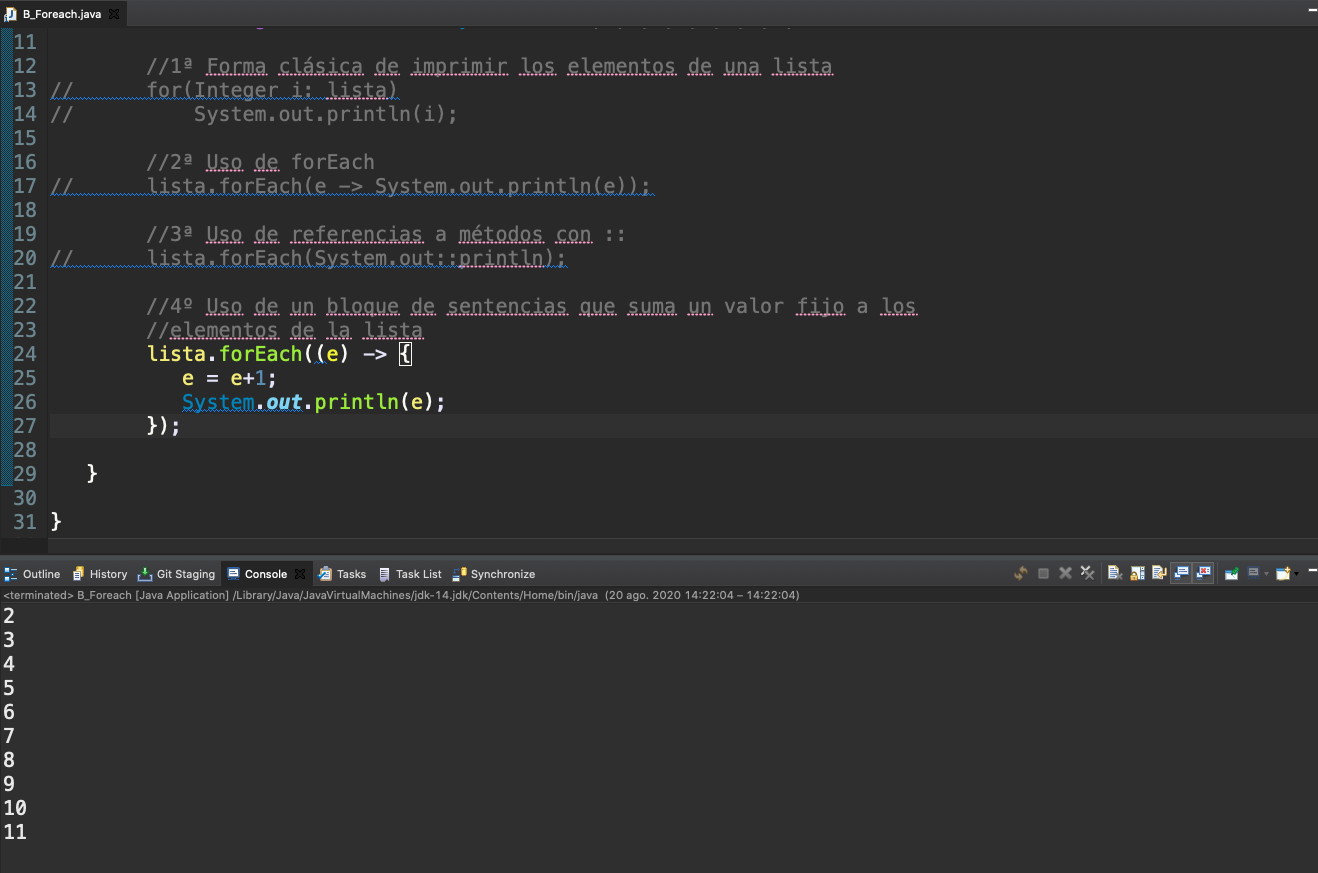 B_Foreach.java
11
12 //1ª Forma clásica de imprimir los elementos de una lista
13 // for(Integer i: lista)
14 // System.out.println(i);
15
16 //2ª Uso de forEach
17 // lista.forEach(e -> System.out.println(e));
18
19 //3ª Uso de referencias a métodos con ::
20 // lista.forEach(System.out::println);
21
22 //4º Uso de un bloque de sentencias que suma un valor fijo a los
23 //elementos de la lista
24 lista.forEach((e) -> {
25 e = e+1;
26 System.out.println(e);
27 });
28
29 }
30
31 }
Outline History Git Staging Console Tasks Task List Synchronize
<terminated> B_Foreach [Java Application] /Library/Java/JavaVirtualMachines/jdk-14.jdk/Contents/Home/bin/java (20 ago. 2020 14:22:04 – 14:22:04)
2
3
4
5
6
7
8
9
10
11